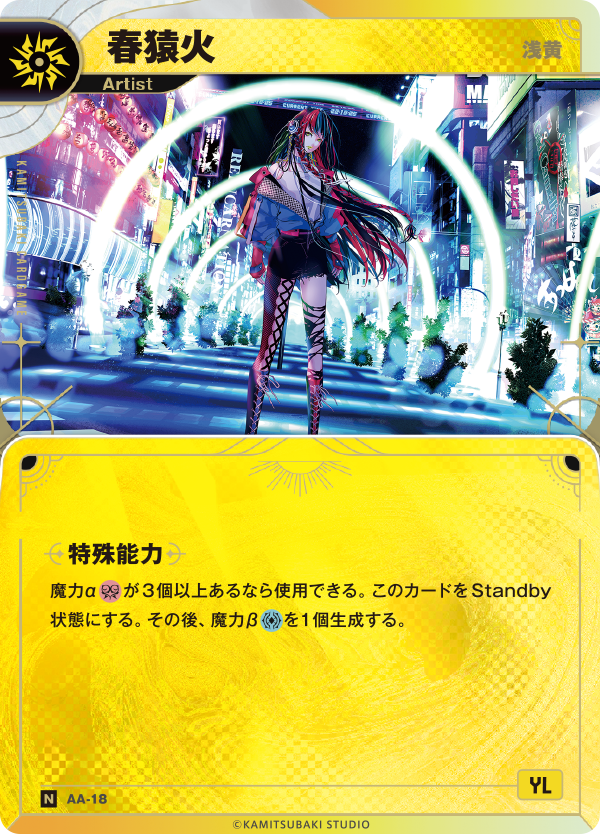 春猿火
浅黄
Artist
KAMITSUBAKI CARDGAME
特殊能力
魔力αが3個以上あるなら使用できる。このカードをStandby
状態にする。その後、魔力βを1個生成する。
YL
N AA-18
©KAMITSUBAKI STUDIO